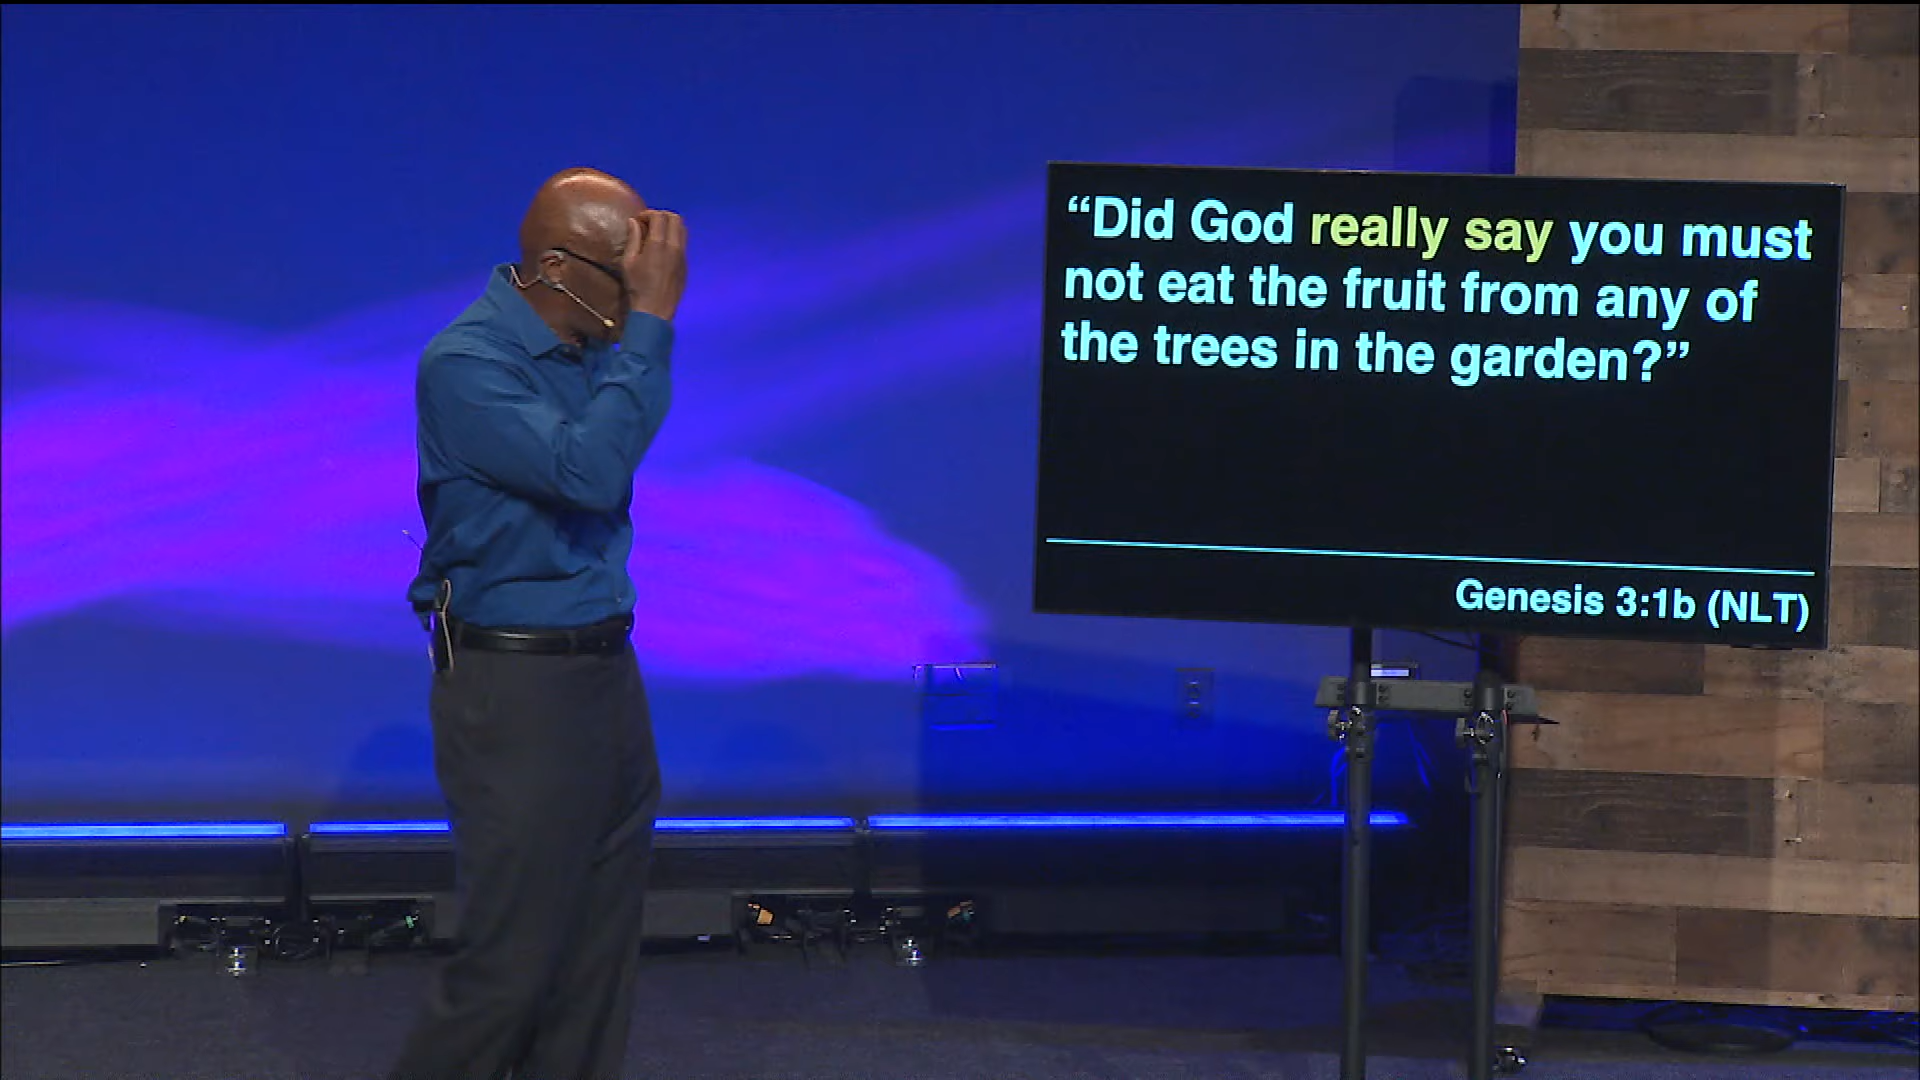 “Did God really say you must
not eat the fruit from any of
the trees in the garden?”
Genesis 3:1b (NLT)